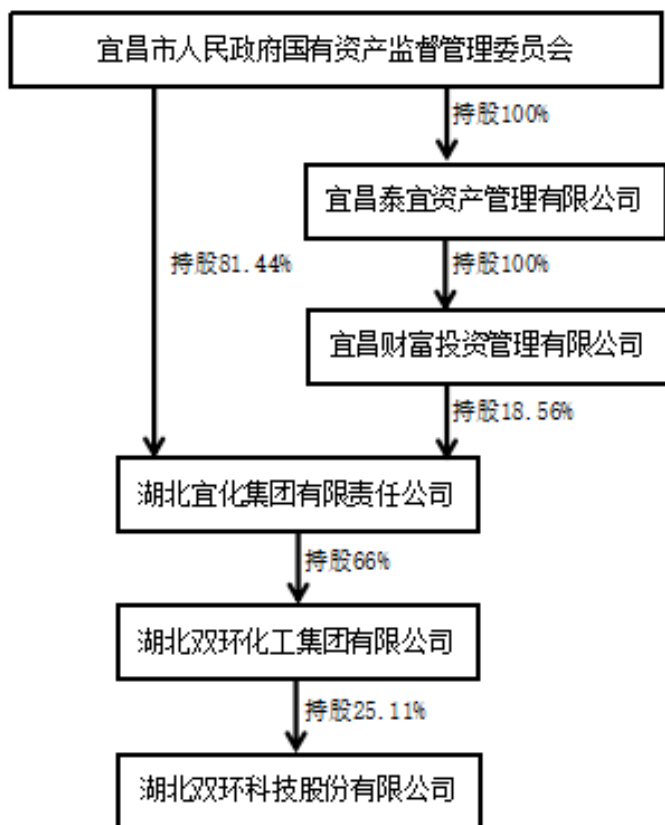 宜昌市人民政府国有资产监督管理委员会
持股100%
宜昌泰宜资产管理有限公司
持股81.44%
持股100%
宜昌财富投资管理有限公司
持股18.56%
湖北宜化集团有限责任公司
持股66%
湖北双环化工集团有限公司
持股25.11%
湖北双环科技股份有限公司